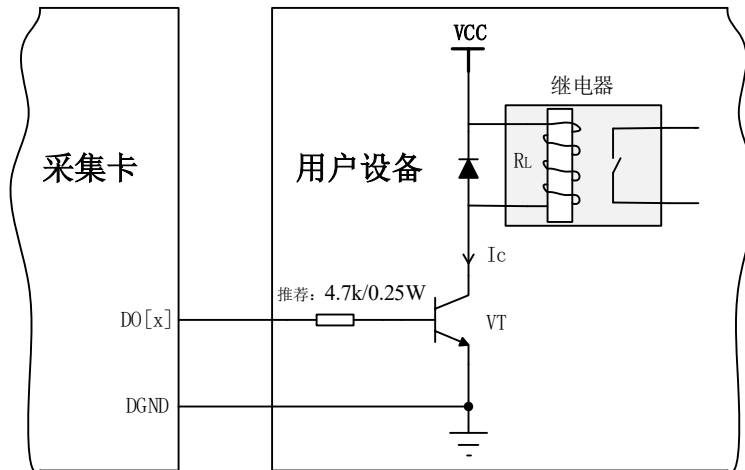 VCC
继电器
采集卡
用户设备
RL
Ic
推荐：4.7k/0.25W
DO[x]
VT
DGND